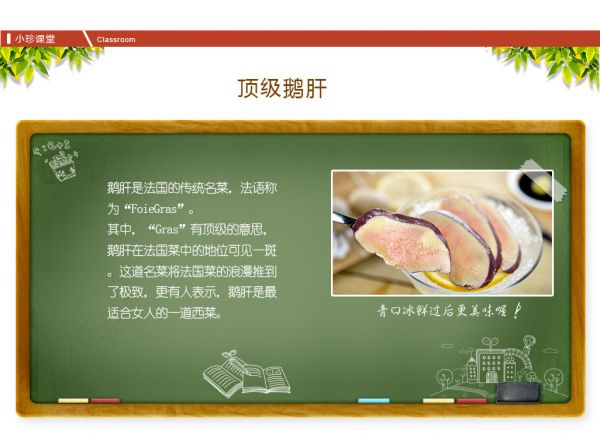 小珍课堂
Classroom
顶级鹅肝
鹅肝是法国的传统名菜，法语称
为“FoieGras”。
其中，“Gras”有顶级的意思，
鹅肝在法国菜中的地位可见一斑
。这道名菜将法国菜的浪漫推到
了极致，更有人表示，鹅肝是最
适合女人的一道西菜。
青口冰鲜过后更美味喔！